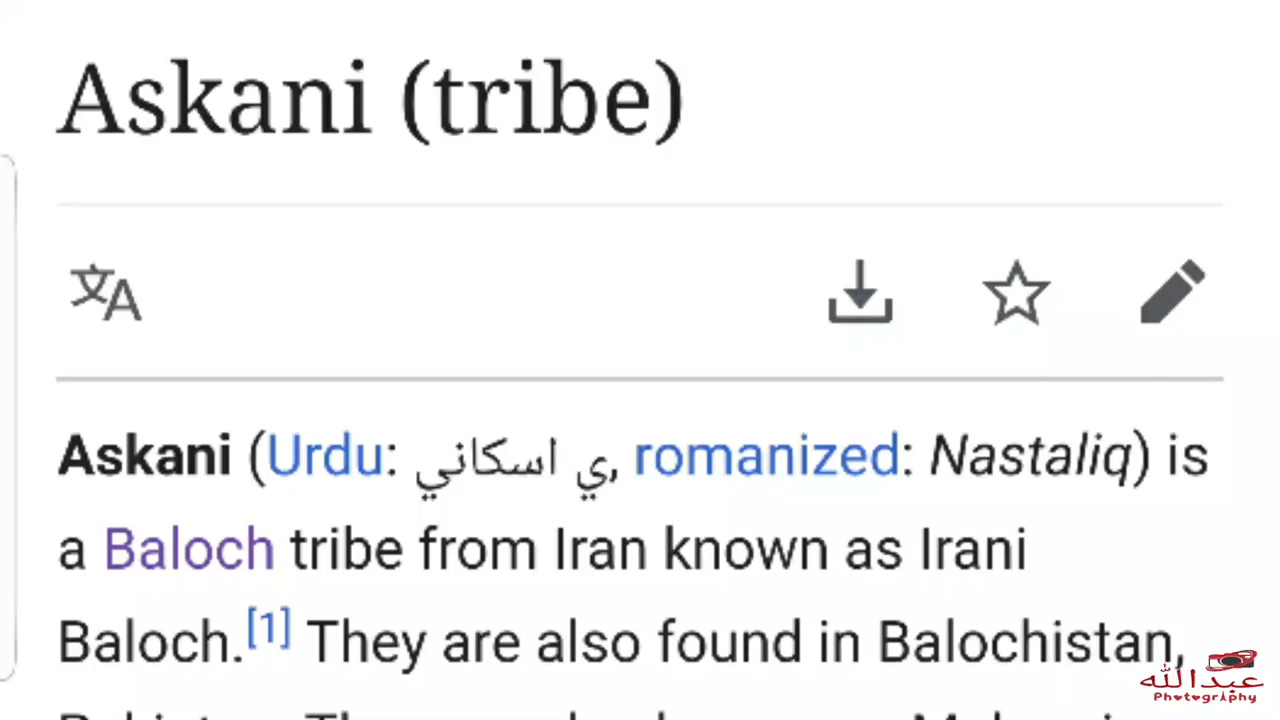 Askani (tribe)
Askani (Urdu: ي اسکاني, romanized: Nastaliq) is
a Baloch tribe from Iran known as Irani
Baloch.[1] They are also found in Balochistan,
عبدالله
Photography